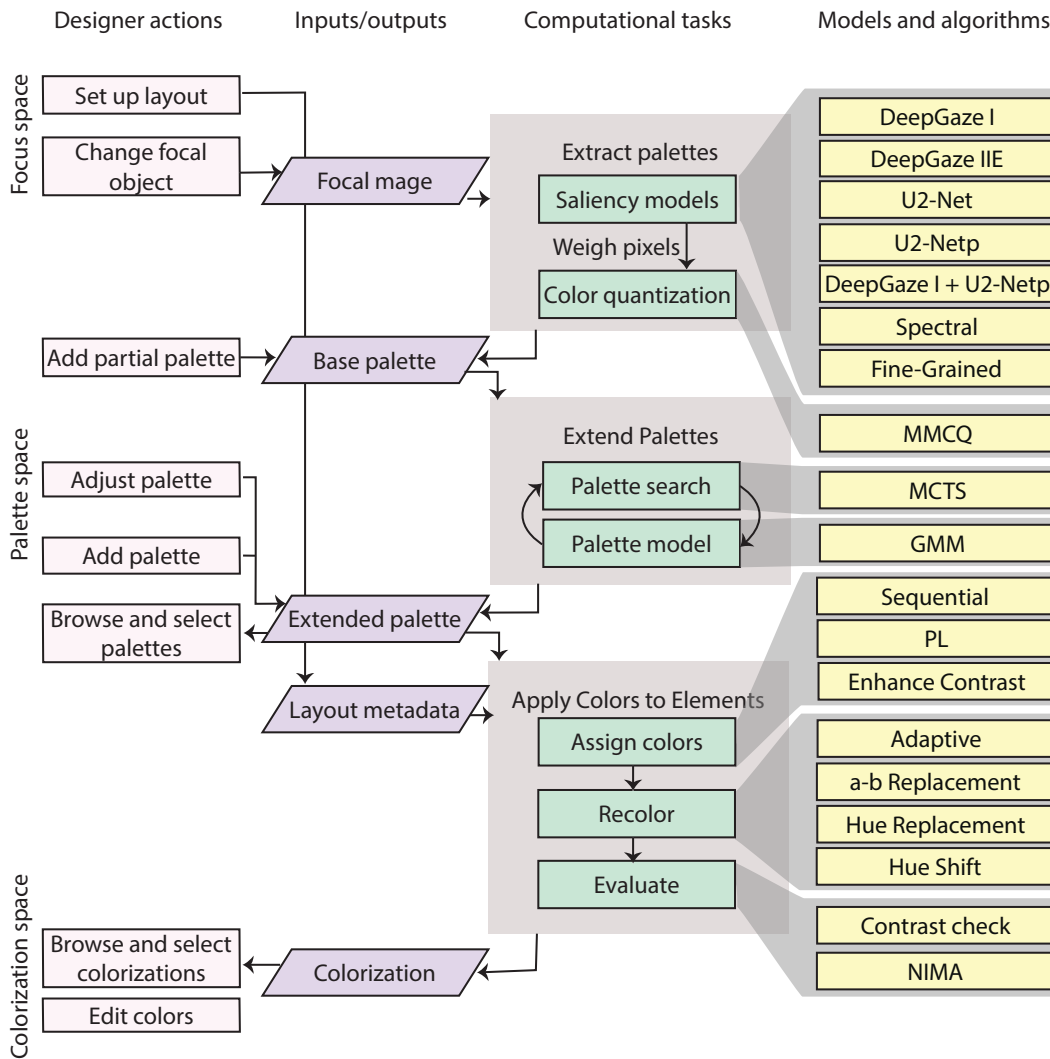 Designer actions
Inputs/outputs
Computational tasks
Models and algorithms
Focus space
Set up layout
Change focal
object
Focal mage
Extract palettes
Saliency models
Weigh pixels
Color quantization
DeepGaze I
DeepGaze IIE
U2-Net
U2-Netp
DeepGaze I + U2-Netp
Spectral
Fine-Grained
MMCQ
Palette space
Add partial palette
Base palette
Adjust palette
Add palette
Browse and select
palettes
Extended palette
Extend Palettes
Palette search
Palette model
MCTS
GMM
Layout metadata
Apply Colors to Elements
Assign colors
Recolor
Evaluate
Sequential
PL
Enhance Contrast
Adaptive
a-b Replacement
Hue Replacement
Hue Shift
Contrast check
NIMA
Colorization space
Browse and select
colorizations
Edit colors
Colorization